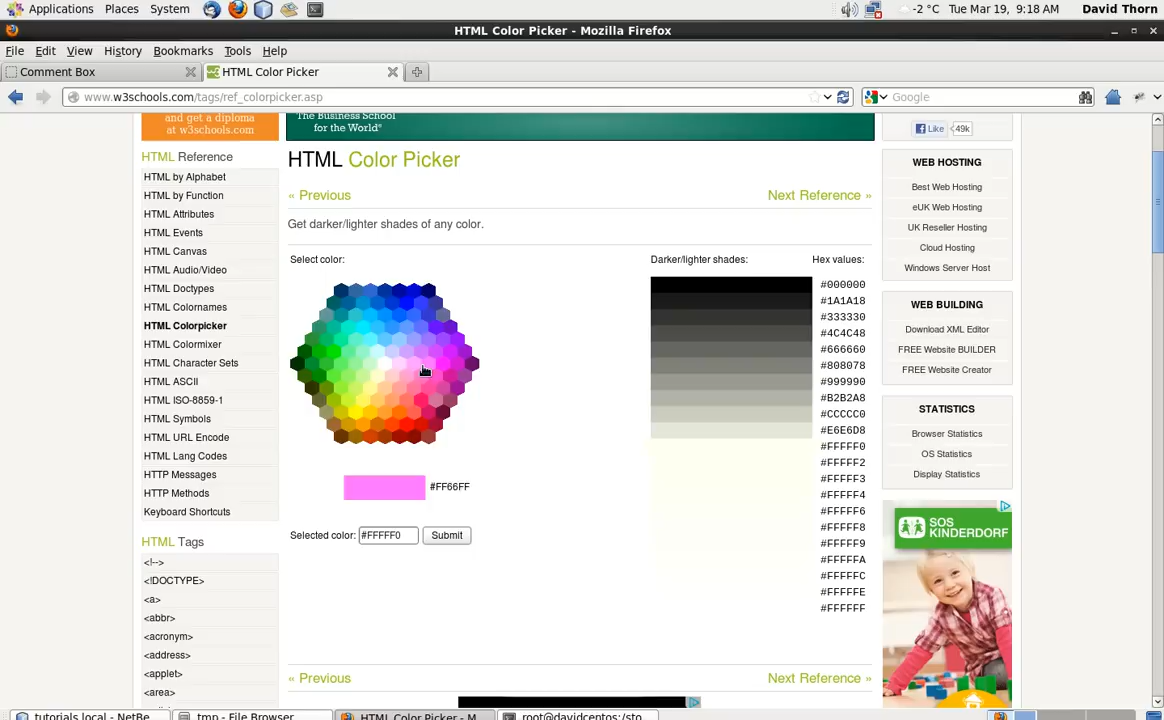 Applications Places System -2 °C Tue Mar 19, 9:18 AM David Thorn
HTML Color Picker - Mozilla Firefox
File Edit View History Bookmarks Tools Help
Comment Box HTML Color Picker
www.w3schools.com/tags/ref_colorpicker.asp Google
and get a diploma
at w3schools.com
The Business School
for the World®
Like 49k
HTML Reference
HTML by Alphabet
HTML by Function
HTML Attributes
HTML Events
HTML Canvas
HTML Audio/Video
HTML Doctypes
HTML Colornames
HTML Colorpicker
HTML Colormixer
HTML Character Sets
HTML ASCII
HTML ISO-8859-1
HTML Symbols
HTML URL Encode
HTML Lang Codes
HTTP Messages
HTTP Methods
Keyboard Shortcuts
HTML Tags
<!-->
<!DOCTYPE>
<a>
<abbr>
<acronym>
<address>
<applet>
<area>
HTML Color Picker
« Previous Next Reference »
Get darker/lighter shades of any color.
Select color:
#FF66FF
Selected color: #FFFFF0 Submit
Darker/lighter shades: Hex values:
#000000
#1A1A18
#333330
#4C4C48
#666660
#808078
#999990
#B2B2A8
#CCCCC0
#E6E6D8
#FFFFF0
#FFFFF2
#FFFFF3
#FFFFF4
#FFFFF6
#FFFFF8
#FFFFF9
#FFFFFA
#FFFFFC
#FFFFFE
#FFFFFF
« Previous Next Reference »
WEB HOSTING
Best Web Hosting
eUK Web Hosting
UK Reseller Hosting
Cloud Hosting
Windows Server Host
WEB BUILDING
Download XML Editor
FREE Website BUILDER
FREE Website Creator
STATISTICS
Browser Statistics
OS Statistics
Display Statistics
SOS
KINDERDORF
tutorials.local - NetBe... tmp - File Browser HTML Color Picker - M... root@davidcentos:/sto...